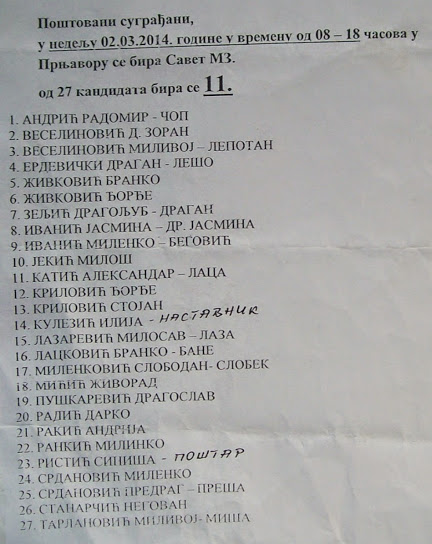 Поштовани суграђани,
у недељу 02.03.2014. године у времену од 08 – 18 часова у
Прњавору се бира Савет МЗ.
од 27 кандидата бира се 11.
1. АНДРИЋ РАДОМИР - ЧОП
2. ВЕСЕЛИНОВИЋ Д. ЗОРАН
3. ВЕСЕЛИНОВИЋ МИЛИВОЈ – ЛЕПОТАН
4. ЕРДЕВИЧКИ ДРАГАН - ЛЕШО
5. ЖИВКОВИЋ БРАНКО
6. ЖИВКОВИЋ ЂОРЂЕ
7. ЗЕЉИЋ ДРАГОЉУБ - ДРАГАН
8. ИВАНИЋ ЈАСМИНА – ДР. ЈАСМИНА
9. ИВАНИЋ МИЛЕНКО – БЕГОВИЋ
10. ЈЕКИЋ МИЛОШ
11. КАТИЋ АЛЕКСАНДАР – ЛАЦА
12. КРИЛОВИЋ ЂОРЂЕ
13. КРИЛОВИЋ СТОЈАН
14. КУЛЕЗИЋ ИЛИЈА - НАСТАВНИК
15. ЛАЗАРЕВИЋ МИЛОСАВ – ЛАЗА
16. ЛАЦКОВИЋ БРАНКО - БАНЕ
17. МИЛЕНКОВИЋ СЛОБОДАН- СЛОБЕК
18. МИЋИЋ ЖИВОРАД
19. ПУШКАРЕВИЋ ДРАГОСЛАВ
20. РАДИЋ ДАРКО
21. РАКИЋ АНДРИЈА
22. РАНКИЋ МИЛИНКО
23. РИСТИЋ СИНИША - ПОШТАР
24. СРДАНОВИЋ МИЛЕНКО
25. СРДАНОВИЋ ПРЕДРАГ – ПРЕША
26. СТАНАРЧИЋ НЕГОВАН
27. ТАРЛАНОВИЋ МИЛИВОЈ- МИША